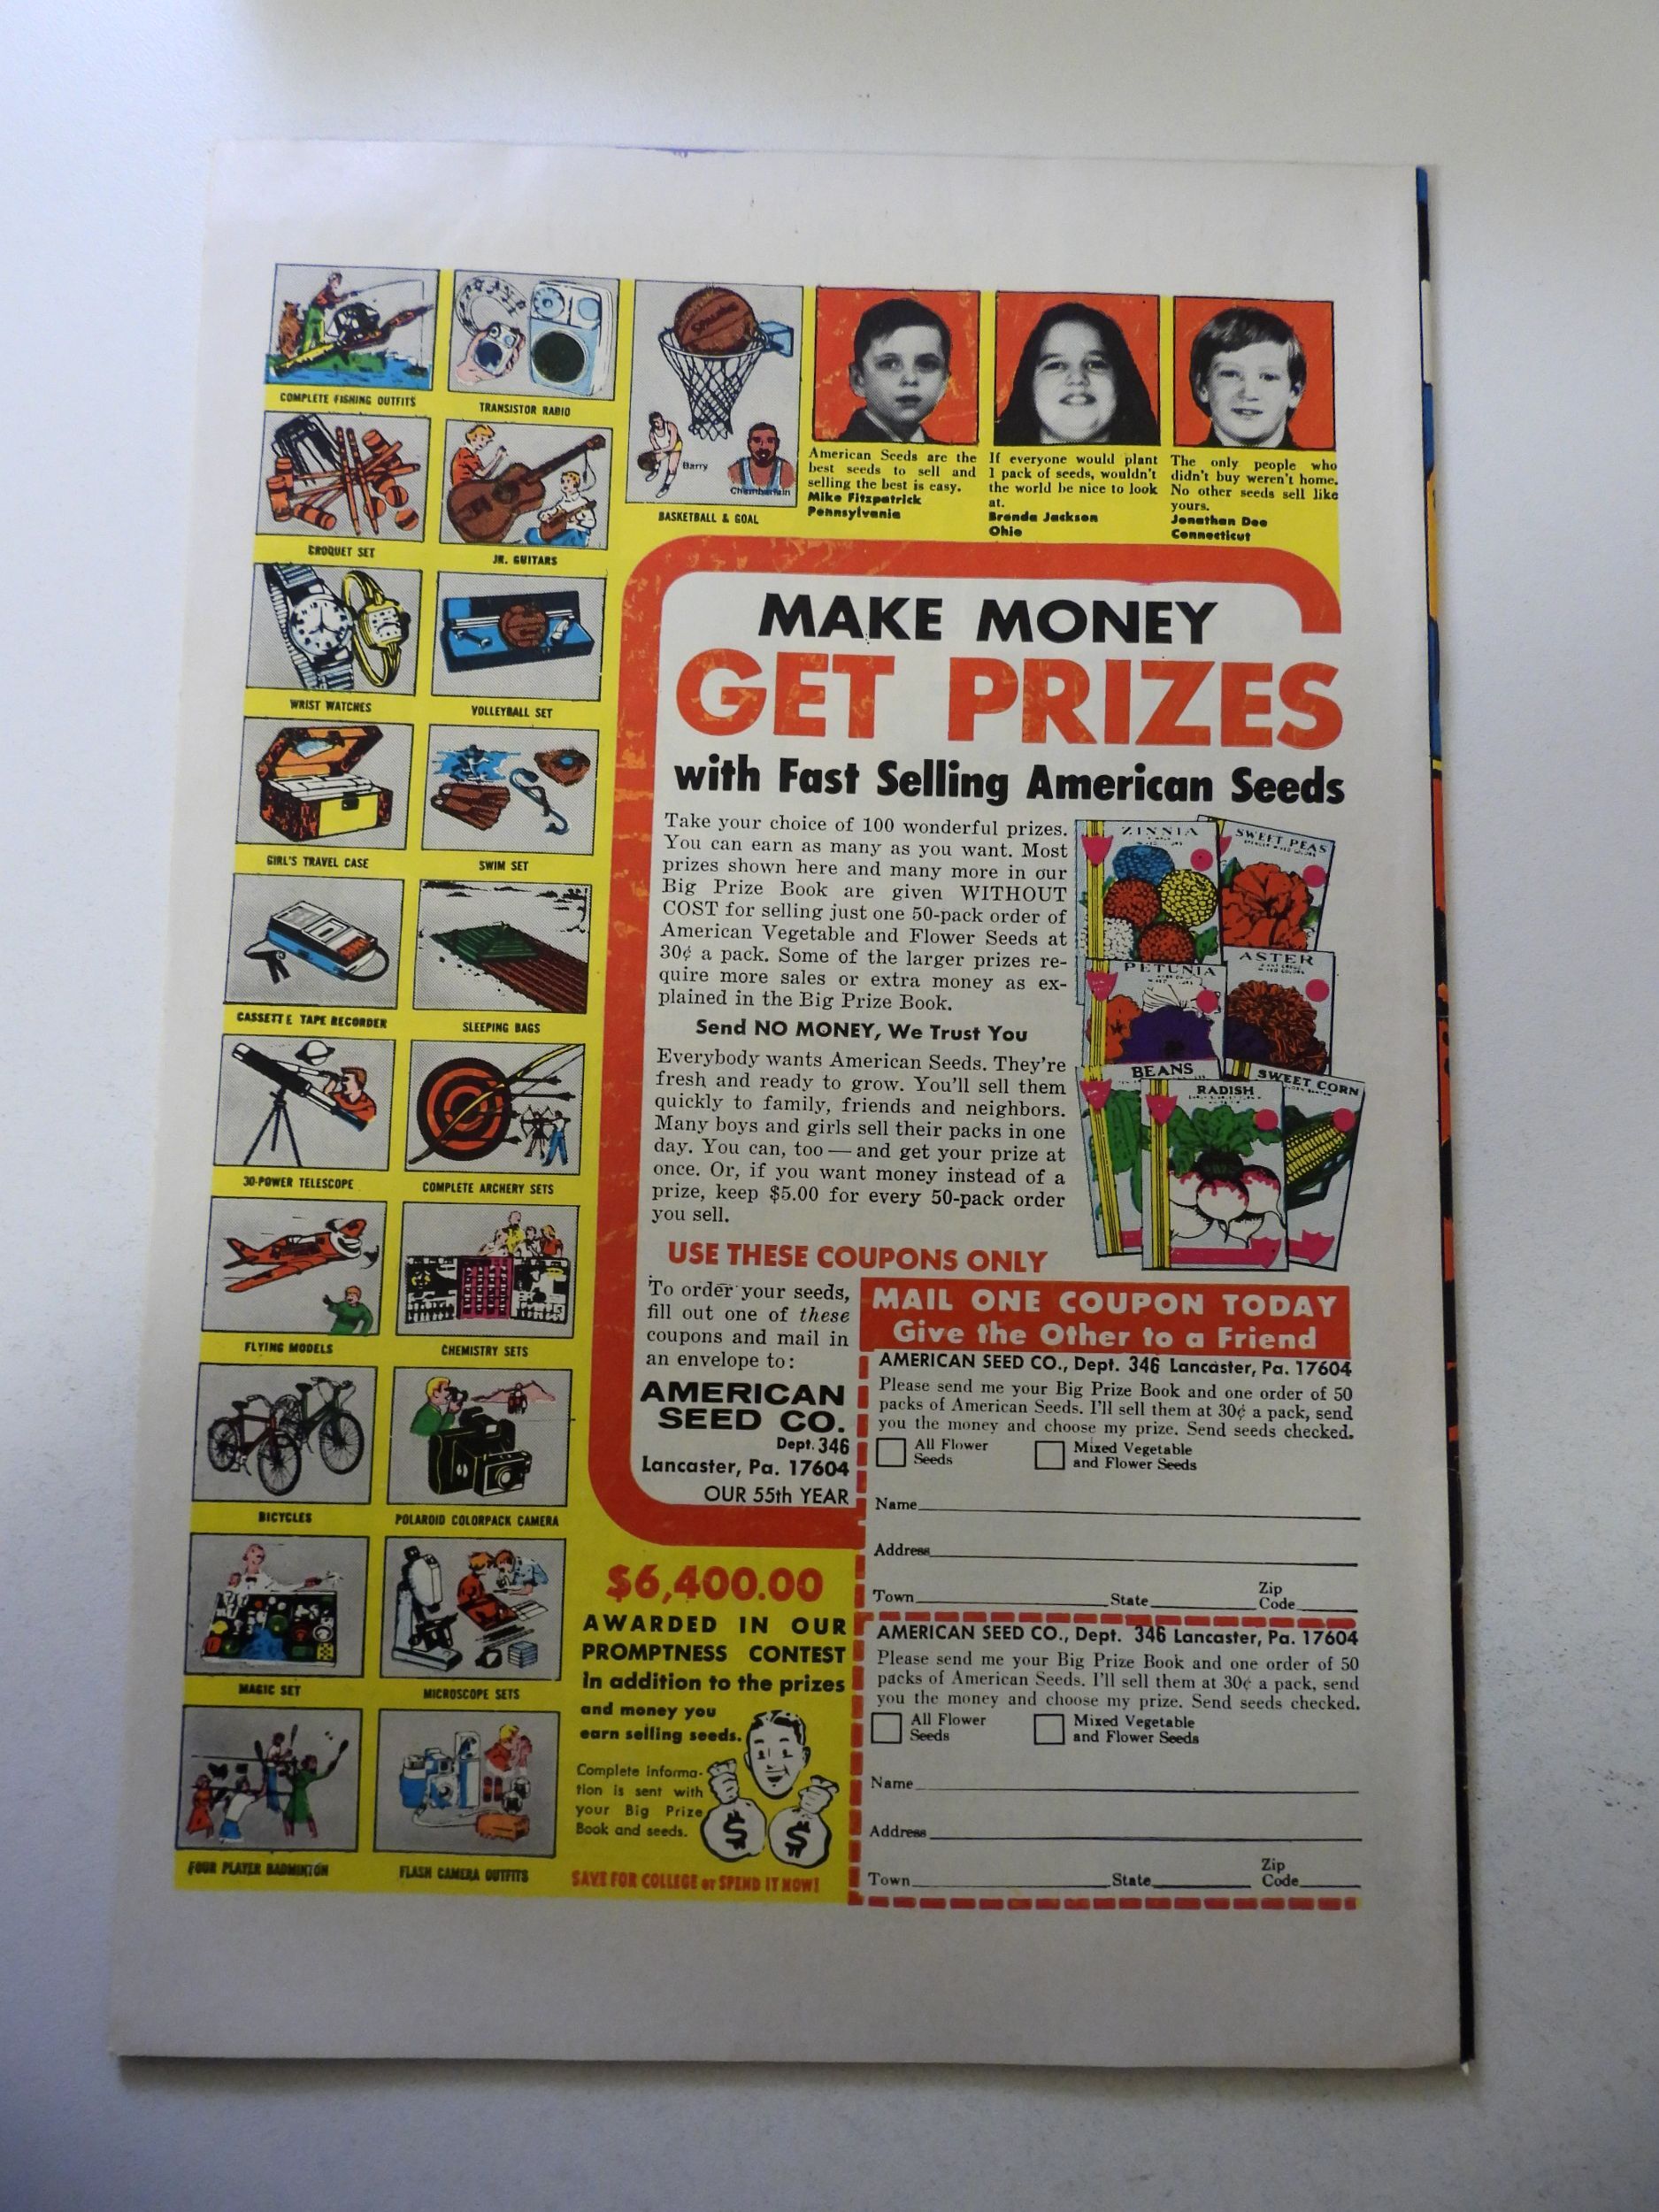 COMPLETE FISHING OUTFITS
TRANSISTOR RADIO
Spalding
Barry
Chamberlain
BASKETBALL & GOAL
CROQUET SET
JR. GUITARS
WRIST WATCHES
VOLLEYBALL SET
GIRL'S TRAVEL CASE
SWIM SET
CASSETTE TAPE RECORDER
SLEEPING BAGS
30-POWER TELESCOPE
COMPLETE ARCHERY SETS
FLYING MODELS
CHEMISTRY SETS
BICYCLES
POLAROID COLORPACK CAMERA
MAGIC SET
MICROSCOPE SETS
FOUR PLAYER BADMINTON
FLASH CAMERA OUTFITS
American Seeds are the
best seeds to sell and
selling the best is easy.
Mike Fitzpatrick
Pennsylvania
If everyone would plant
1 pack of seeds, wouldn't
the world be nice to look
at.
Brenda Jackson
Ohio
The only people who
didn't buy weren't home.
No other seeds sell like
yours.
Jonathan Dee
Connecticut
MAKE MONEY
GET PRIZES
with Fast Selling American Seeds
Take your choice of 100 wonderful prizes.
You can earn as many as you want. Most
prizes shown here and many more in our
Big Prize Book are given WITHOUT
COST for selling just one 50-pack order of
American Vegetable and Flower Seeds at
30¢ a pack. Some of the larger prizes re-
quire more sales or extra money as ex-
plained in the Big Prize Book.
Send NO MONEY, We Trust You
Everybody wants American Seeds. They're
fresh and ready to grow. You'll sell them
quickly to family, friends and neighbors.
Many boys and girls sell their packs in one
day. You can, too — and get your prize at
once. Or, if you want money instead of a
prize, keep $5.00 for every 50-pack order
you sell.
ZINNIA
SWEET PEAS
PETUNIA
ASTER
BEANS
RADISH
SWEET CORN
USE THESE COUPONS ONLY
To order your seeds,
fill out one of these
coupons and mail in
an envelope to:
AMERICAN
SEED CO.
Dept. 346
Lancaster, Pa. 17604
OUR 55th YEAR
MAIL ONE COUPON TODAY
Give the Other to a Friend
AMERICAN SEED CO., Dept. 346 Lancaster, Pa. 17604
Please send me your Big Prize Book and one order of 50
packs of American Seeds. I'll sell them at 30¢ a pack, send
you the money and choose my prize. Send seeds checked.
All Flower Seeds
Mixed Vegetable and Flower Seeds
Name
Address
Town State Zip Code
AMERICAN SEED CO., Dept. 346 Lancaster, Pa. 17604
Please send me your Big Prize Book and one order of 50
packs of American Seeds. I'll sell them at 30¢ a pack, send
you the money and choose my prize. Send seeds checked.
All Flower Seeds
Mixed Vegetable and Flower Seeds
Name
Address
Town State Zip Code
$6,400.00
AWARDED IN OUR
PROMPTNESS CONTEST
in addition to the prizes
and money you
earn selling seeds.
Complete informa-
tion is sent with
your Big Prize
Book and seeds.
$ $
SAVE FOR COLLEGE or SPEND IT NOW!